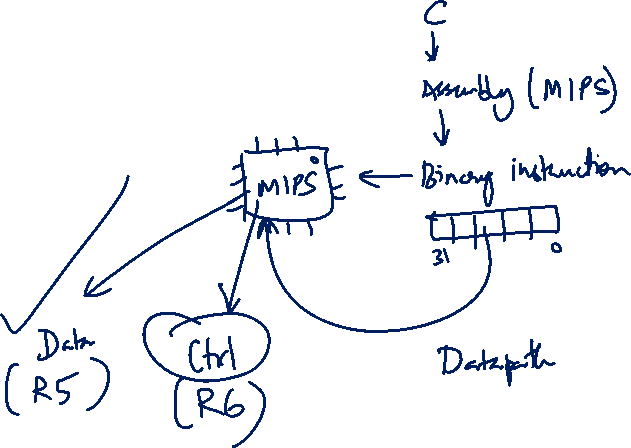 C
Assembly (MIPS)
Binary instruction
MIPS
31 0
Data
(R5)
Ctrl
(R6)
Datapath